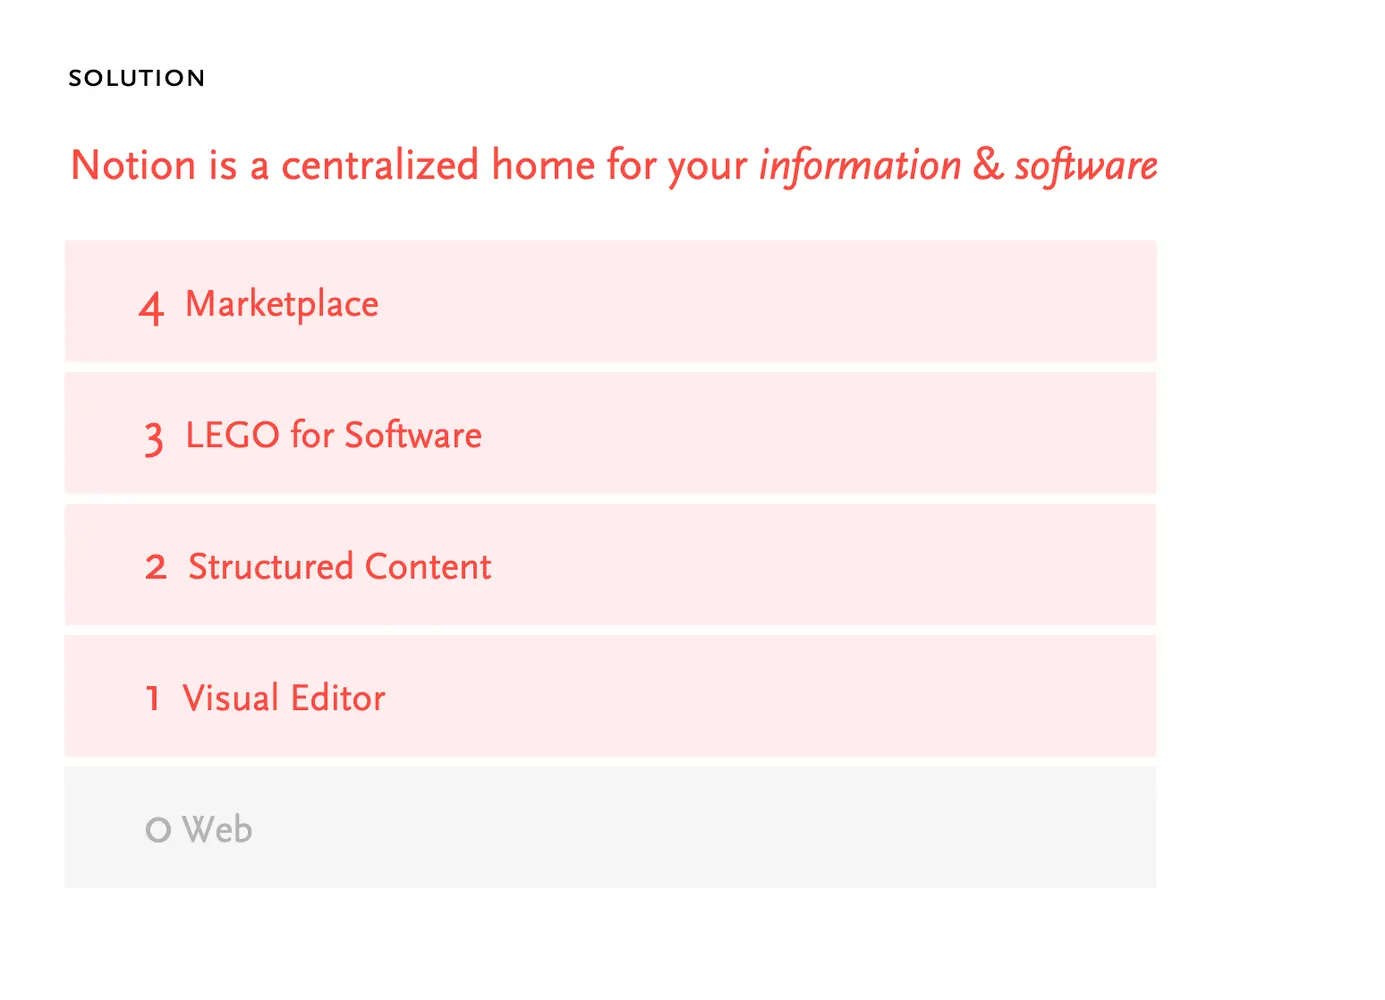 SOLUTION
Notion is a centralized home for your information & software
4 Marketplace
3 LEGO for Software
2 Structured Content
1 Visual Editor
0 Web